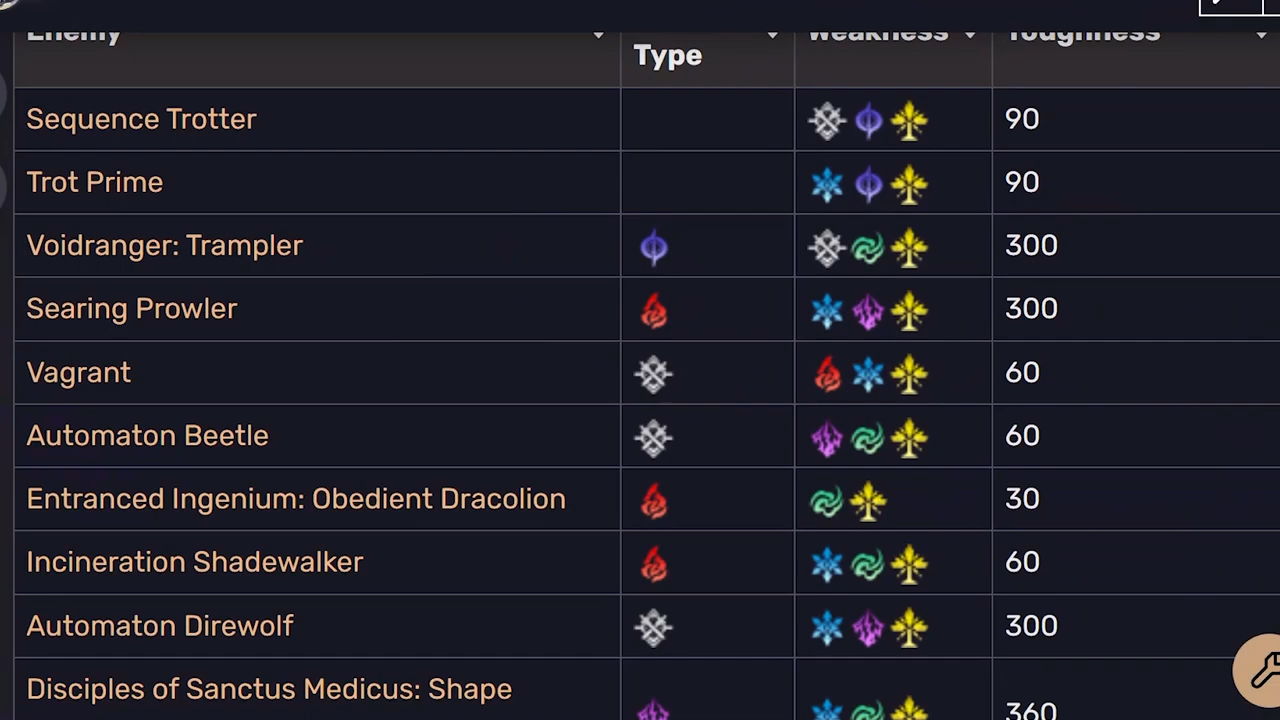 Enemy Type Weakness Toughness
Sequence Trotter 90
Trot Prime 90
Voidranger: Trampler 300
Searing Prowler 300
Vagrant 60
Automaton Beetle 60
Entranced Ingenium: Obedient Dracolion 30
Incineration Shadewalker 60
Automaton Direwolf 300
Disciples of Sanctus Medicus: Shape 360